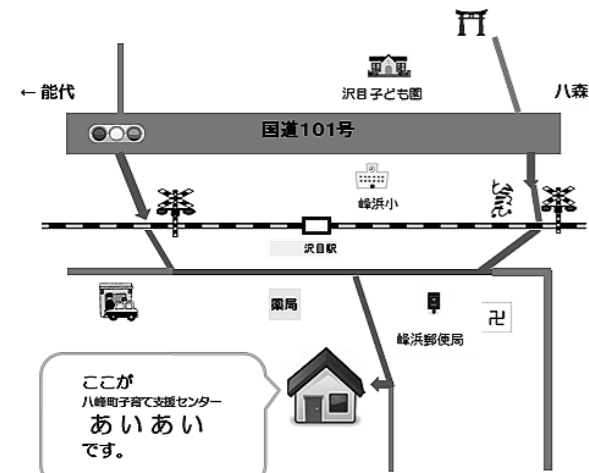 ← 能代
沢目子ども園
八森
国道101号
峰浜小
沢目駅
薬局
峰浜郵便局
卍
ここが
八峰町子育て支援センター
あいあい
です。